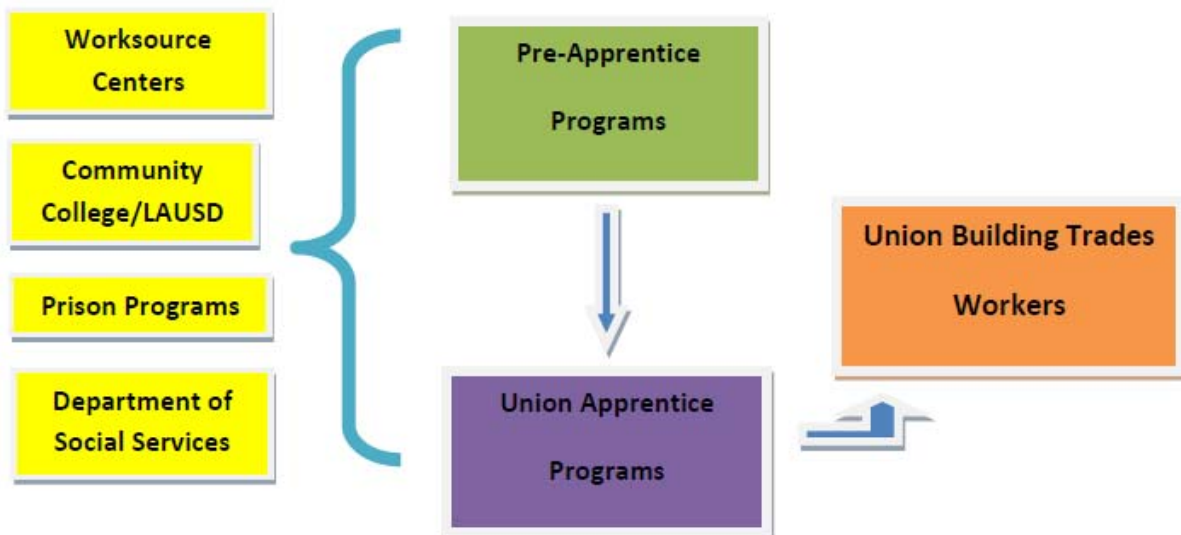 Worksource
Centers
Community
College/LAUSD
Prison Programs
Department of
Social Services
Pre-Apprentice
Programs
Union Apprentice
Programs
Union Building Trades
Workers